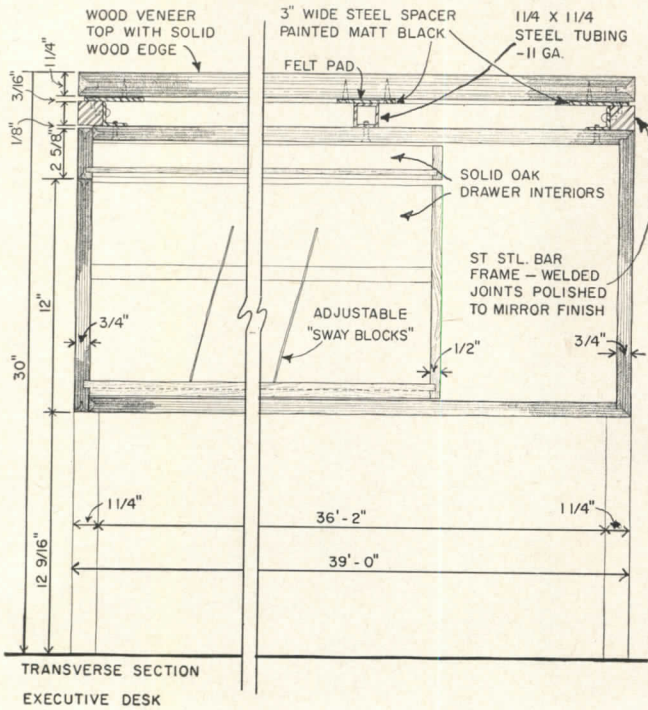 WOOD VENEER
TOP WITH SOLID
WOOD EDGE
3" WIDE STEEL SPACER
PAINTED MATT BLACK
11/4 X 11/4
STEEL TUBING
-11 GA.
FELT PAD
11/4"
3/16"
1/8"
2 5/8"
SOLID OAK
DRAWER INTERIORS
ST STL. BAR
FRAME – WELDED
JOINTS POLISHED
TO MIRROR FINISH
12"
30"
3/4"
ADJUSTABLE
"SWAY BLOCKS"
1/2"
3/4"
11/4"
36'-2"
11/4"
39'-0"
12 9/16"
TRANSVERSE SECTION
EXECUTIVE DESK